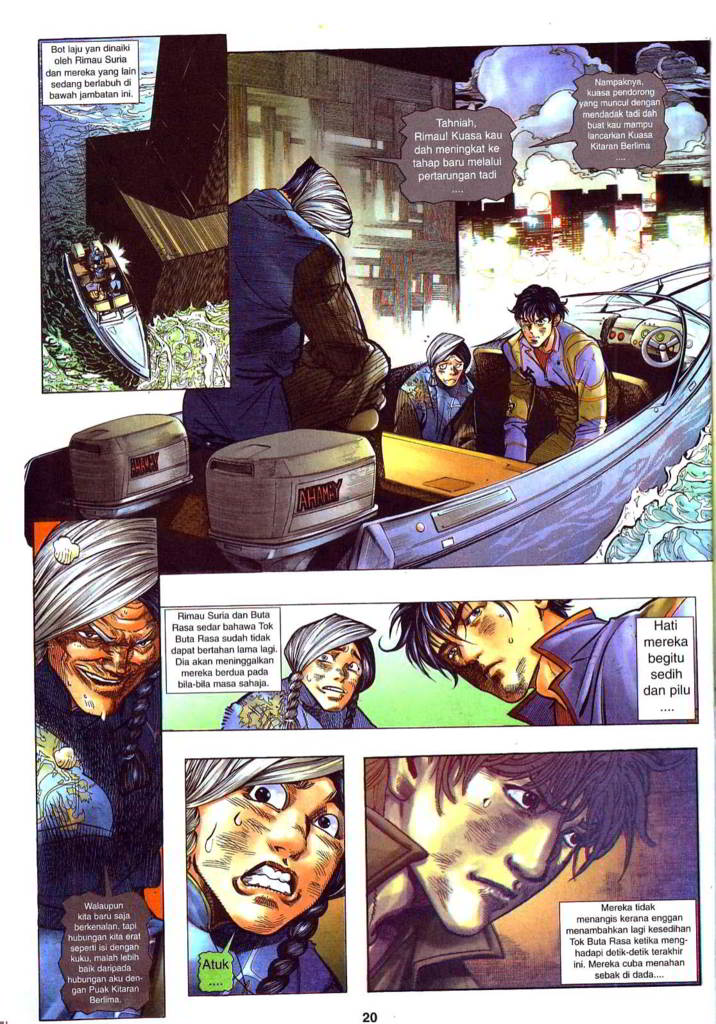 Bot laju yan dinaiki
oleh Rimau Suria
dan mereka yang lain
sedang berlabuh di
bawah jambatan ini.
Tahniah,
Rimau! Kuasa kau
dah meningkat ke
tahap baru melalui
pertarungan tadi
....
Nampaknya,
kuasa pendorong
yang muncul dengan
mendadak tadi dah
buat kau mampu
lancarkan Kuasa
Kitaran Berlima
....
AHAMAY
AHAMAY
Rimau Suria dan Buta
Rasa sedar bahawa Tok
Buta Rasa sudah tidak
dapat bertahan lama lagi.
Dia akan meninggalkan
mereka berdua pada
bila-bila masa sahaja.
Hati
mereka
begitu
sedih
dan pilu
....
Walaupun
kita baru saja
berkenalan, tapi
hubungan kita erat
seperti isi dengan
kuku, malah lebih
baik daripada
hubungan aku de-
ngan Puak Kitaran
Berlima.
Atuk
....
Mereka tidak
menangis kerana enggan
menambahkan lagi kesedihan
Tok Buta Rasa ketika meng-
hadapi detik-detik terakhir
ini. Mereka cuba menahan
sebak di dada....
20